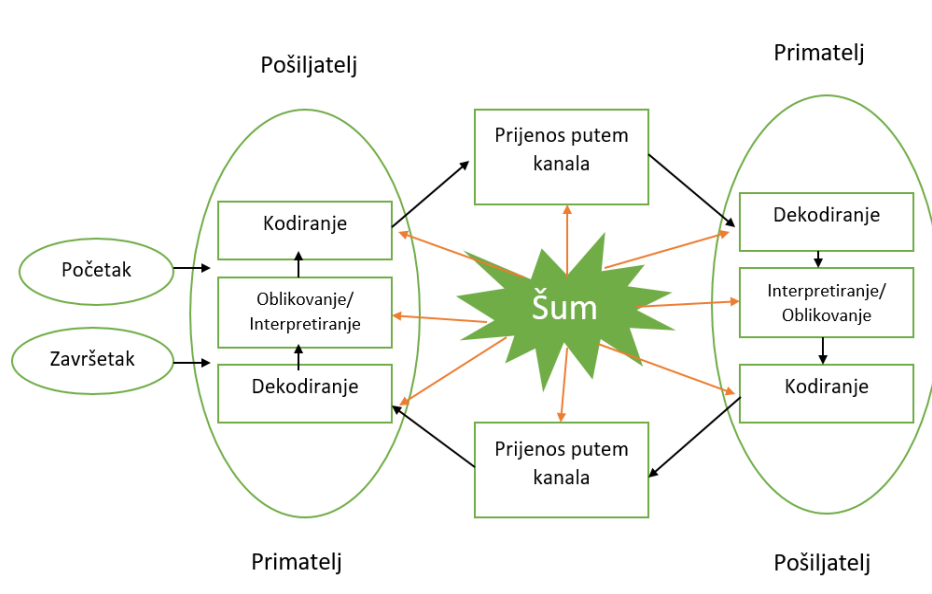 Pošiljatelj
Primatelj
Prijenos putem
kanala
Kodiranje
Dekodiranje
Početak
Oblikovanje/
Interpretiranje
Šum
Interpretiranje/
Oblikovanje
Završetak
Dekodiranje
Kodiranje
Prijenos putem
kanala
Primatelj
Pošiljatelj